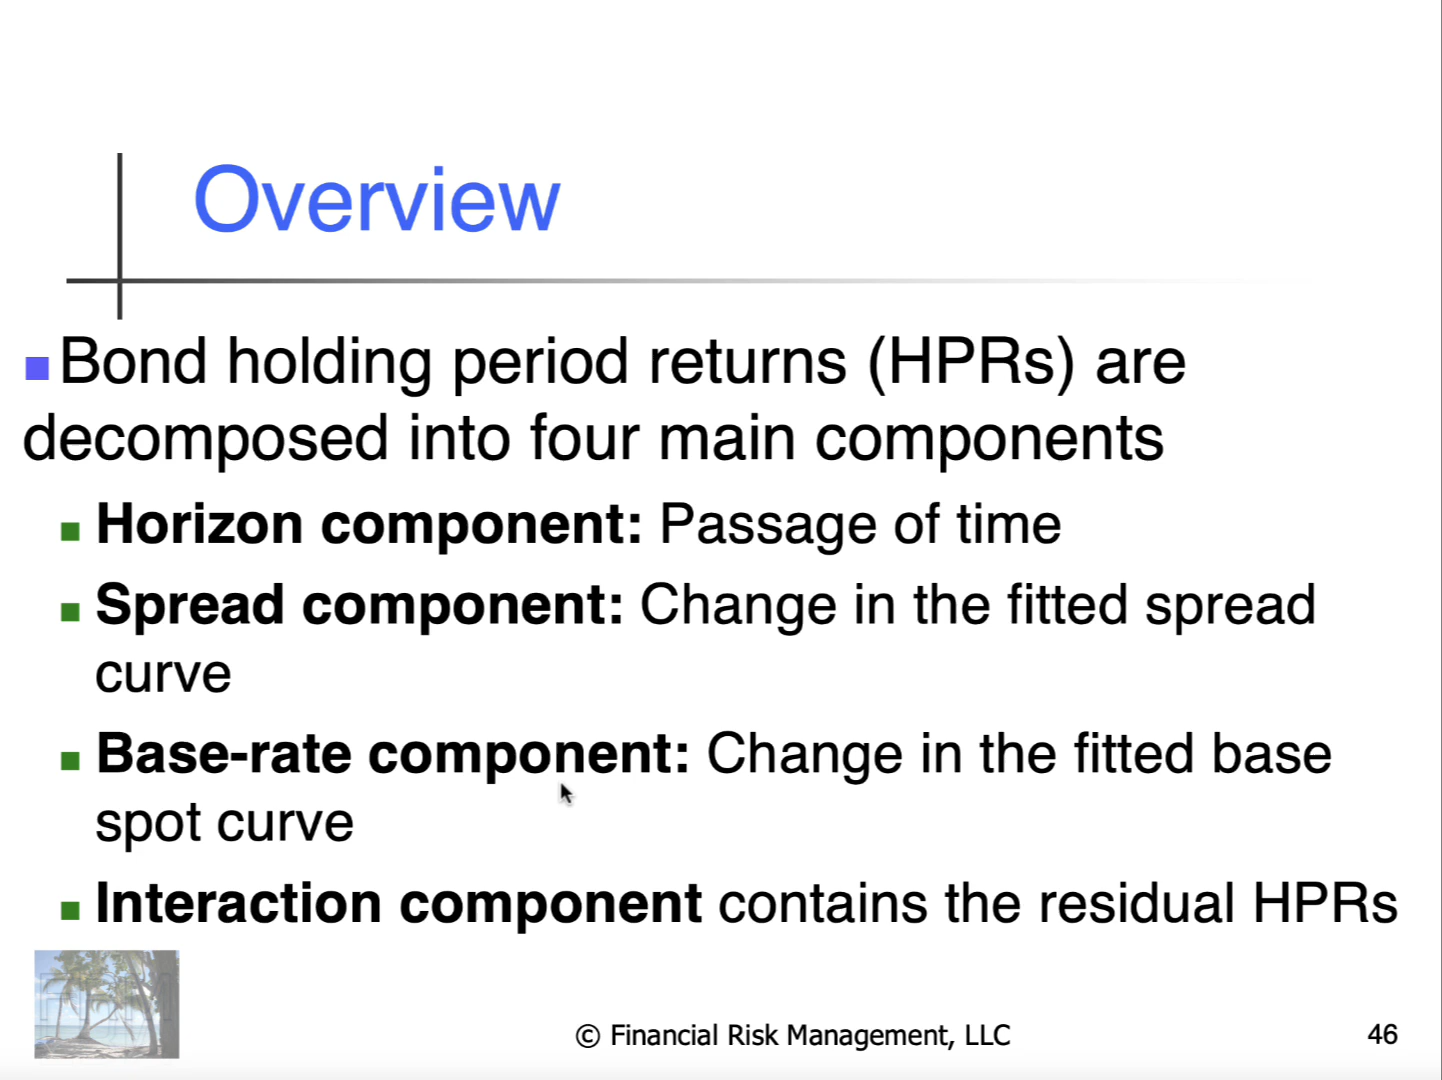 Overview
Bond holding period returns (HPRs) are
decomposed into four main components
Horizon component: Passage of time
Spread component: Change in the fitted spread
curve
Base-rate component: Change in the fitted base
spot curve
Interaction component contains the residual HPRs
© Financial Risk Management, LLC
46